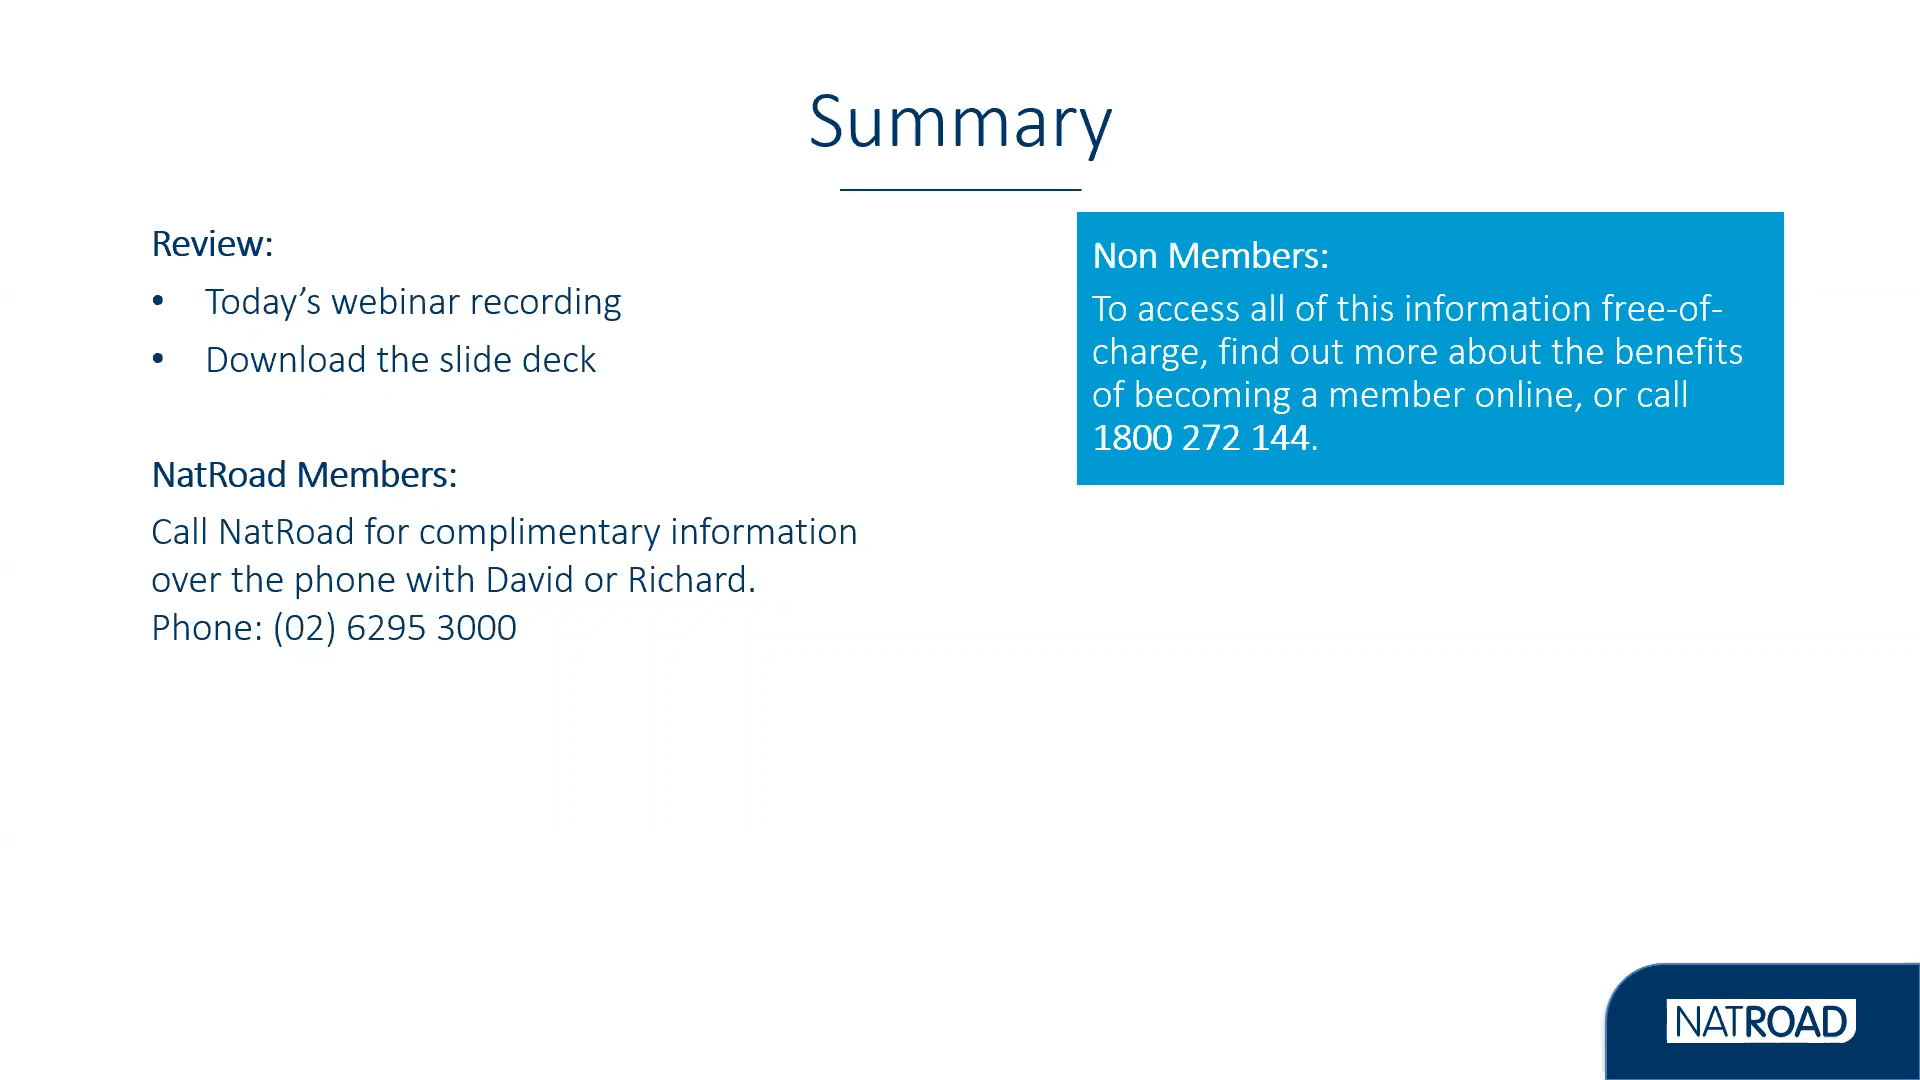 Summary
Review:
• Today’s webinar recording
• Download the slide deck
NatRoad Members:
Call NatRoad for complimentary information
over the phone with David or Richard.
Phone: (02) 6295 3000
Non Members:
To access all of this information free-of-
charge, find out more about the benefits
of becoming a member online, or call
1800 272 144.
NATROAD